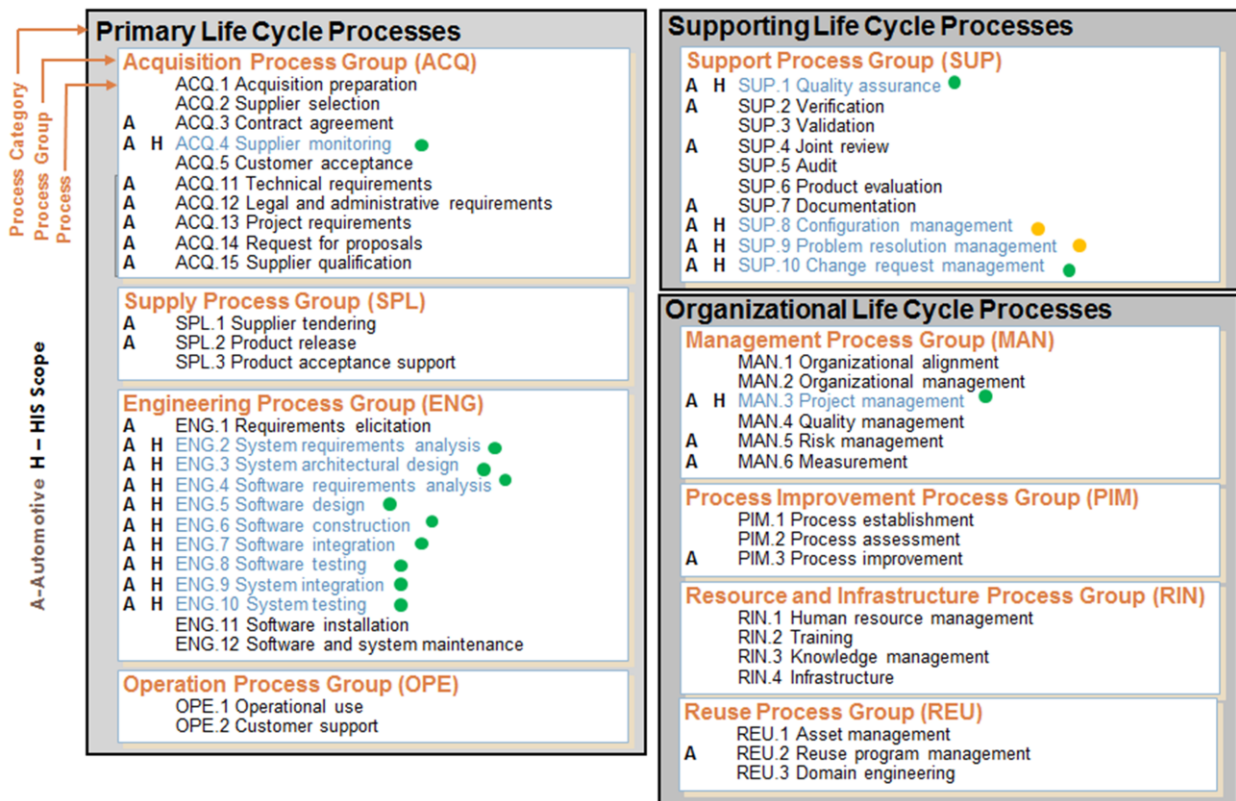 Process Category
Process Group
Process
A-Automotive H – HIS Scope
Primary Life Cycle Processes
Acquisition Process Group (ACQ)
ACQ.1 Acquisition preparation
ACQ.2 Supplier selection
A ACQ.3 Contract agreement
A H ACQ.4 Supplier monitoring
ACQ.5 Customer acceptance
A ACQ.11 Technical requirements
A ACQ.12 Legal and administrative requirements
A ACQ.13 Project requirements
A ACQ.14 Request for proposals
A ACQ.15 Supplier qualification
Supply Process Group (SPL)
A SPL.1 Supplier tendering
A SPL.2 Product release
SPL.3 Product acceptance support
Engineering Process Group (ENG)
A ENG.1 Requirements elicitation
A H ENG.2 System requirements analysis
A H ENG.3 System architectural design
A H ENG.4 Software requirements analysis
A H ENG.5 Software design
A H ENG.6 Software construction
A H ENG.7 Software integration
A H ENG.8 Software testing
A H ENG.9 System integration
A H ENG.10 System testing
ENG.11 Software installation
ENG.12 Software and system maintenance
Operation Process Group (OPE)
OPE.1 Operational use
OPE.2 Customer support
Supporting Life Cycle Processes
Support Process Group (SUP)
A H SUP.1 Quality assurance
A SUP.2 Verification
SUP.3 Validation
A SUP.4 Joint review
SUP.5 Audit
SUP.6 Product evaluation
A SUP.7 Documentation
A H SUP.8 Configuration management
A H SUP.9 Problem resolution management
A H SUP.10 Change request management
Organizational Life Cycle Processes
Management Process Group (MAN)
MAN.1 Organizational alignment
MAN.2 Organizational management
A H MAN.3 Project management
MAN.4 Quality management
A MAN.5 Risk management
A MAN.6 Measurement
Process Improvement Process Group (PIM)
PIM.1 Process establishment
PIM.2 Process assessment
A PIM.3 Process improvement
Resource and Infrastructure Process Group (RIN)
RIN.1 Human resource management
RIN.2 Training
RIN.3 Knowledge management
RIN.4 Infrastructure
Reuse Process Group (REU)
REU.1 Asset management
A REU.2 Reuse program management
REU.3 Domain engineering